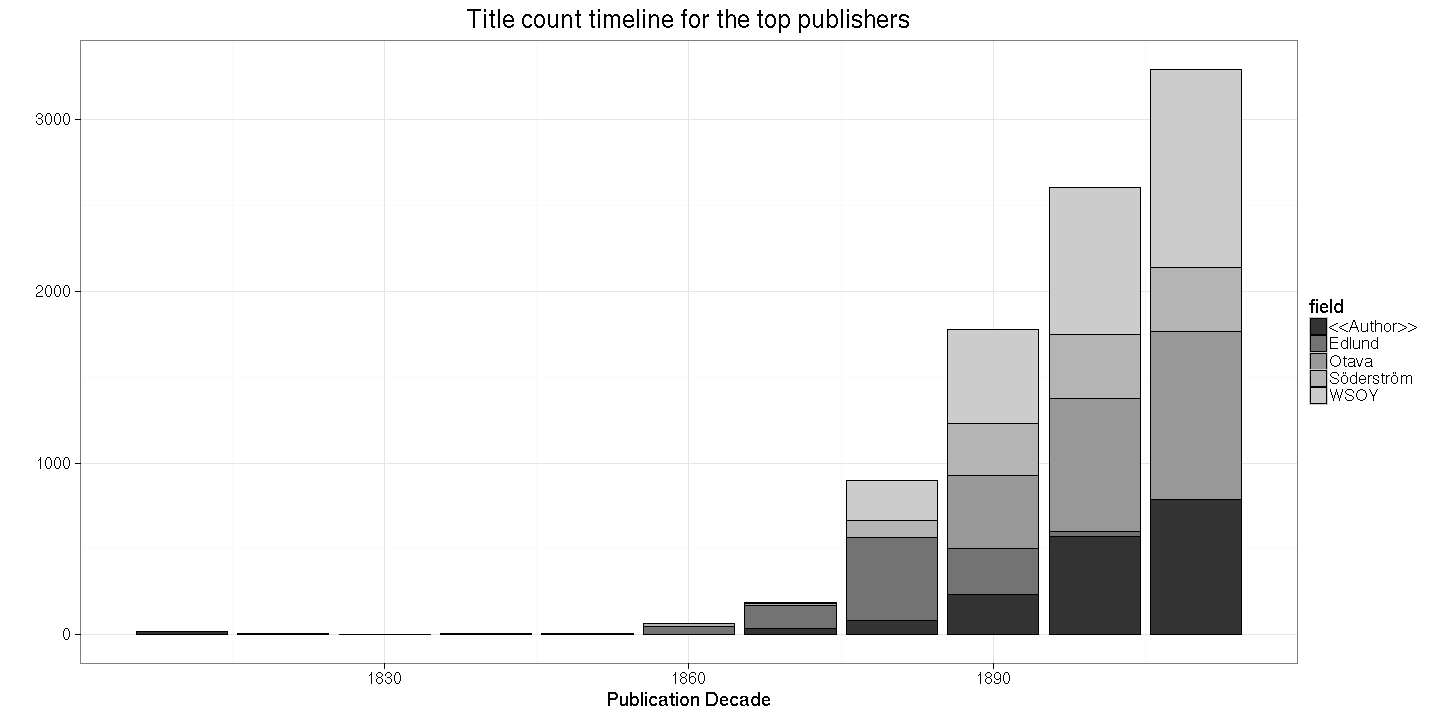 Title count timeline for the top publishers
3000
2000
1000
0
1830
1860
1890
Publication Decade
field
<<Author>>
Edlund
Otava
Söderström
WSOY